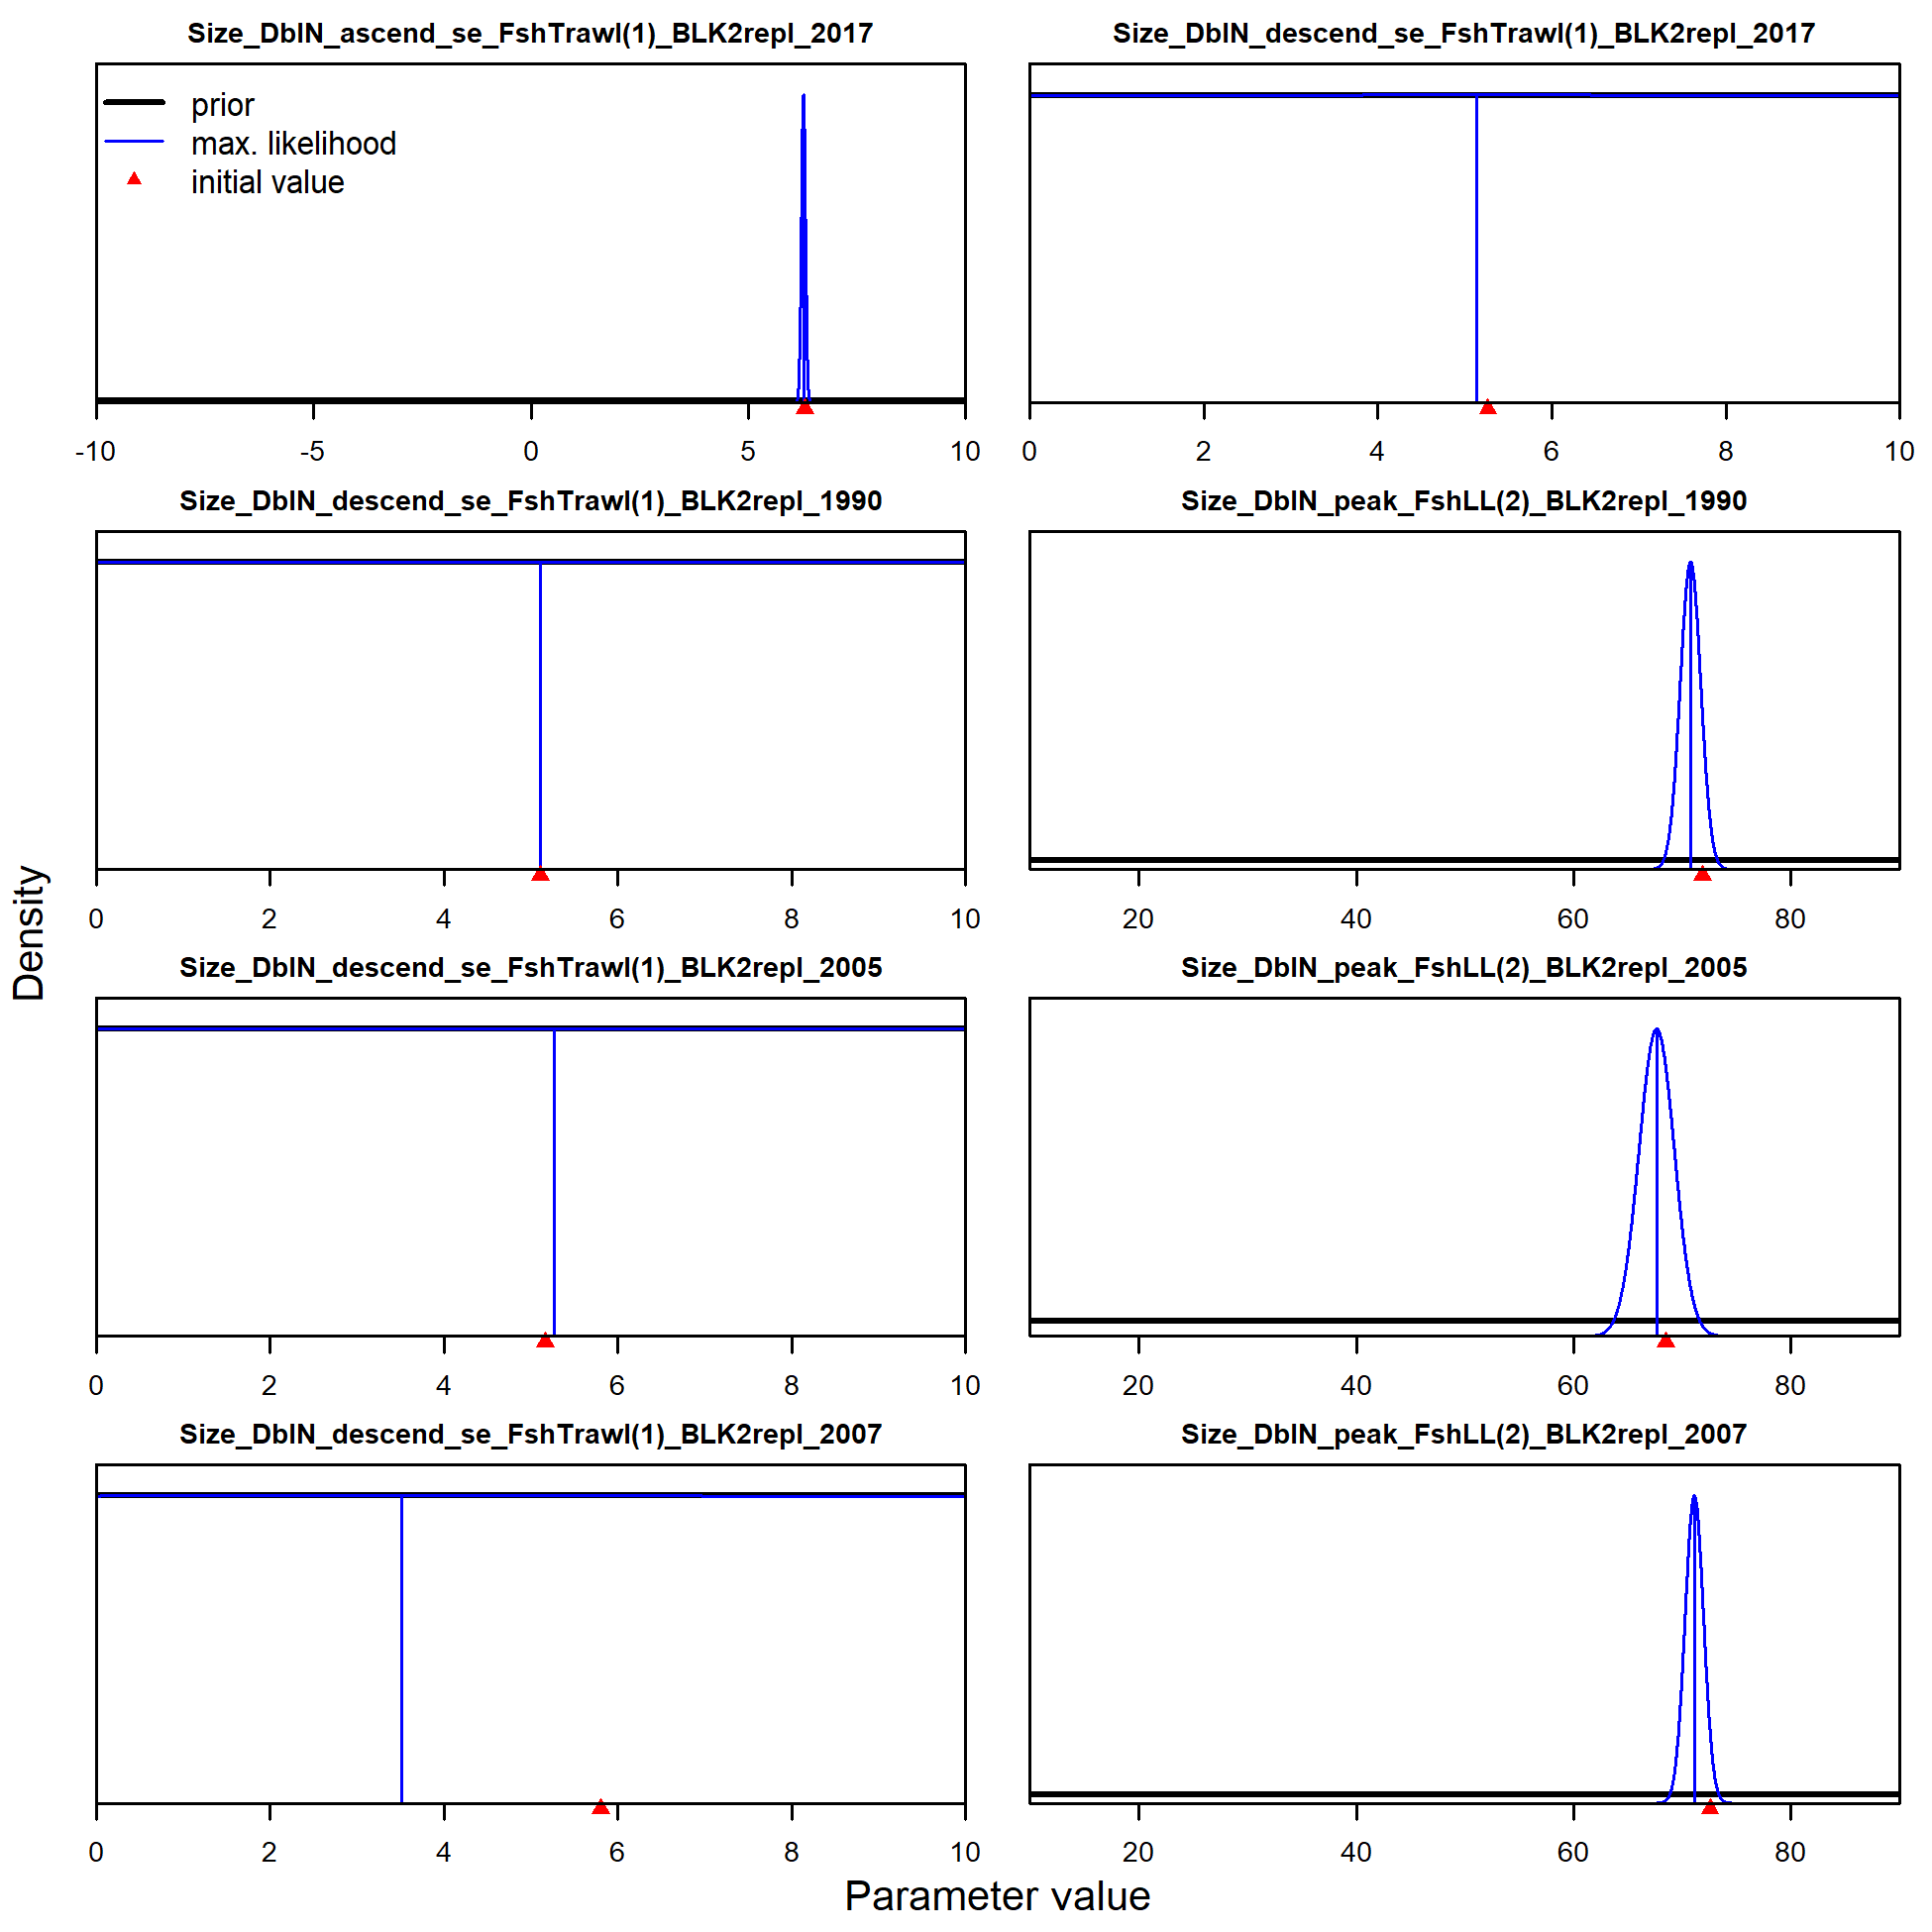 Size_DblN_ascend_se_FshTrawl(1)_BLK2repl_2017
prior
max. likelihood
initial value
-10 -5 0 5 10
Size_DblN_descend_se_FshTrawl(1)_BLK2repl_2017
0 2 4 6 8 10
Size_DblN_descend_se_FshTrawl(1)_BLK2repl_1990
0 2 4 6 8 10
Size_DblN_peak_FshLL(2)_BLK2repl_1990
20 40 60 80
Size_DblN_descend_se_FshTrawl(1)_BLK2repl_2005
0 2 4 6 8 10
Size_DblN_peak_FshLL(2)_BLK2repl_2005
20 40 60 80
Size_DblN_descend_se_FshTrawl(1)_BLK2repl_2007
0 2 4 6 8 10
Size_DblN_peak_FshLL(2)_BLK2repl_2007
20 40 60 80
Density
Parameter value